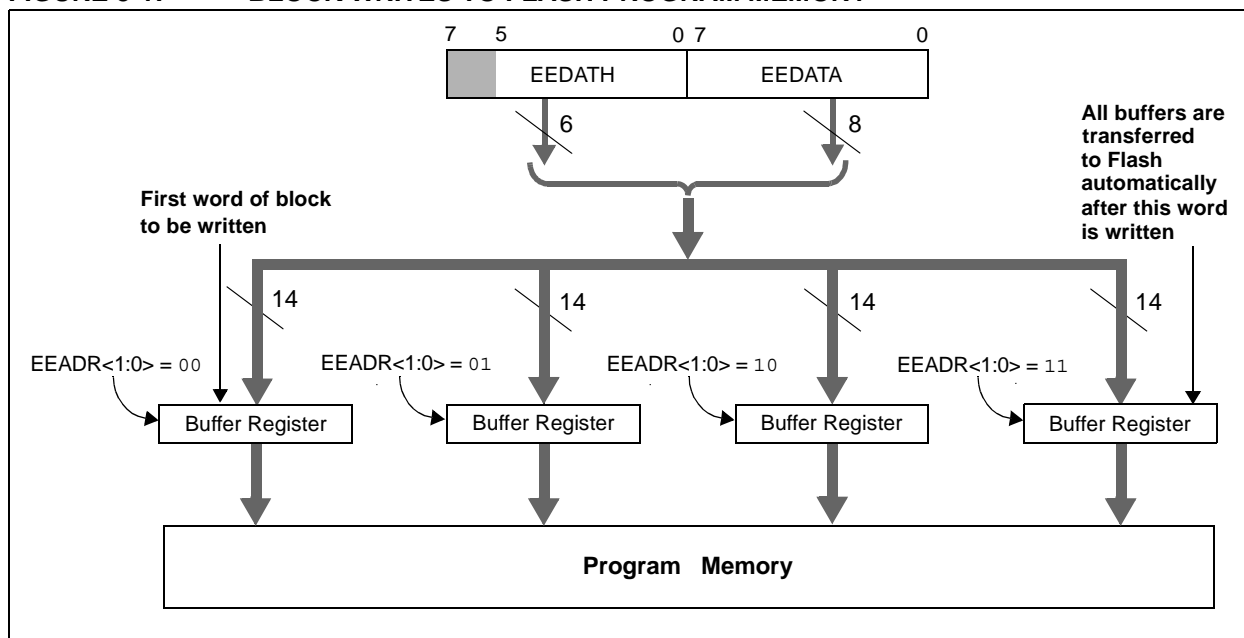 7 5 0 7 0
EEDATH EEDATA
6 8
All buffers are
transferred
to Flash
automatically
after this word
is written
First word of block
to be written
14 14 14 14
EEADR<1:0> = 00 EEADR<1:0> = 01 EEADR<1:0> = 10 EEADR<1:0> = 11
Buffer Register Buffer Register Buffer Register Buffer Register
Program Memory